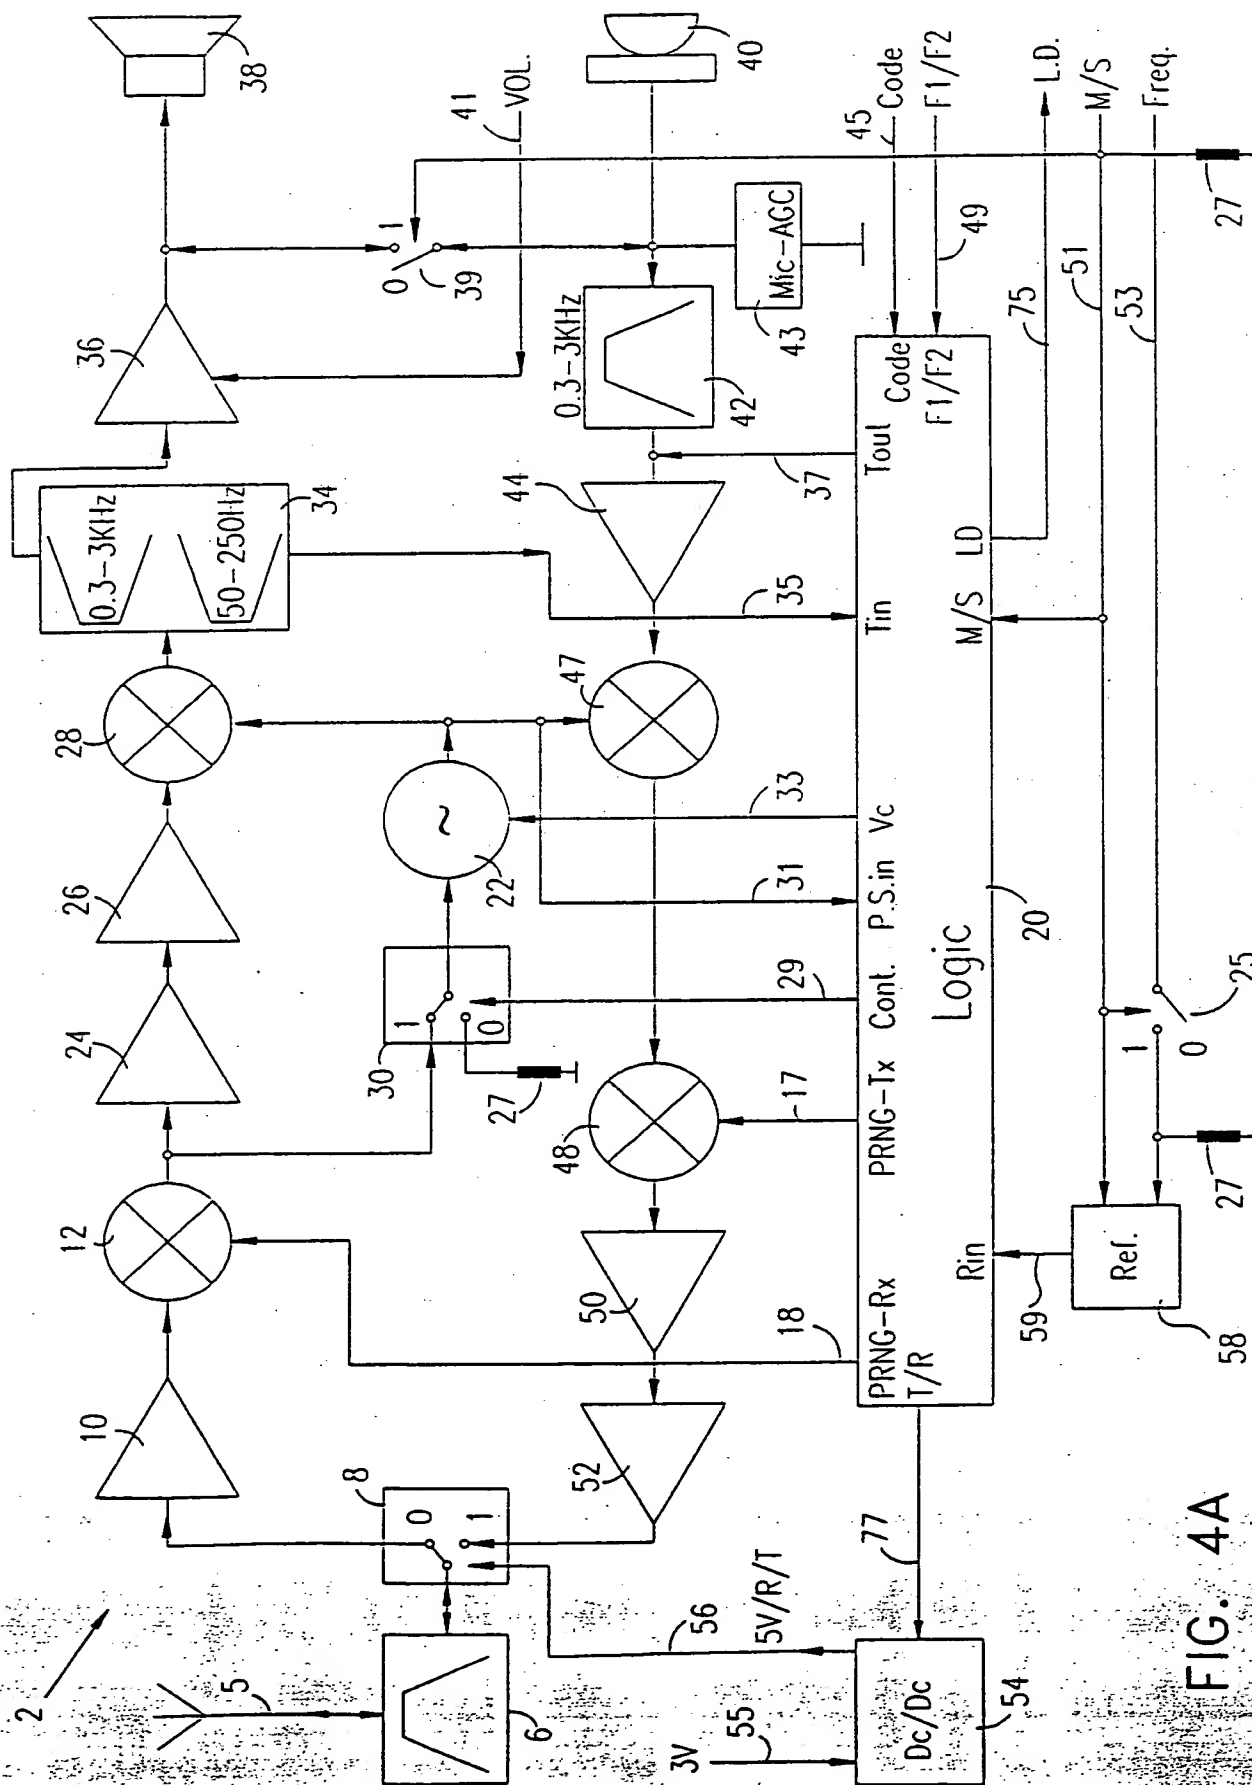 2
5
6
8
0
1
10
12
24
26
28
0.3-3KHz
50-250Hz
34
36
38
40
41
VOL.
1
0
39
30
1
0
27
22
~
0.3-3KHz
42
Mic-AGC
43
44
47
48
50
52
35
37
33
31
29
17
18
45
Code
F1/F2
49
L.D.
M/S
Freq.
75
51
53
27
PRNG-Rx
T/R
PRNG-Tx
Cont.
P.S.in
Vc
Tin
Tout
Code
F1/F2
Logic
20
Rin
M/S
LD
59
Ref.
58
27
1
0
25
3V
55
56
5V/R/T
77
Dc/Dc
54
FIG. 4A